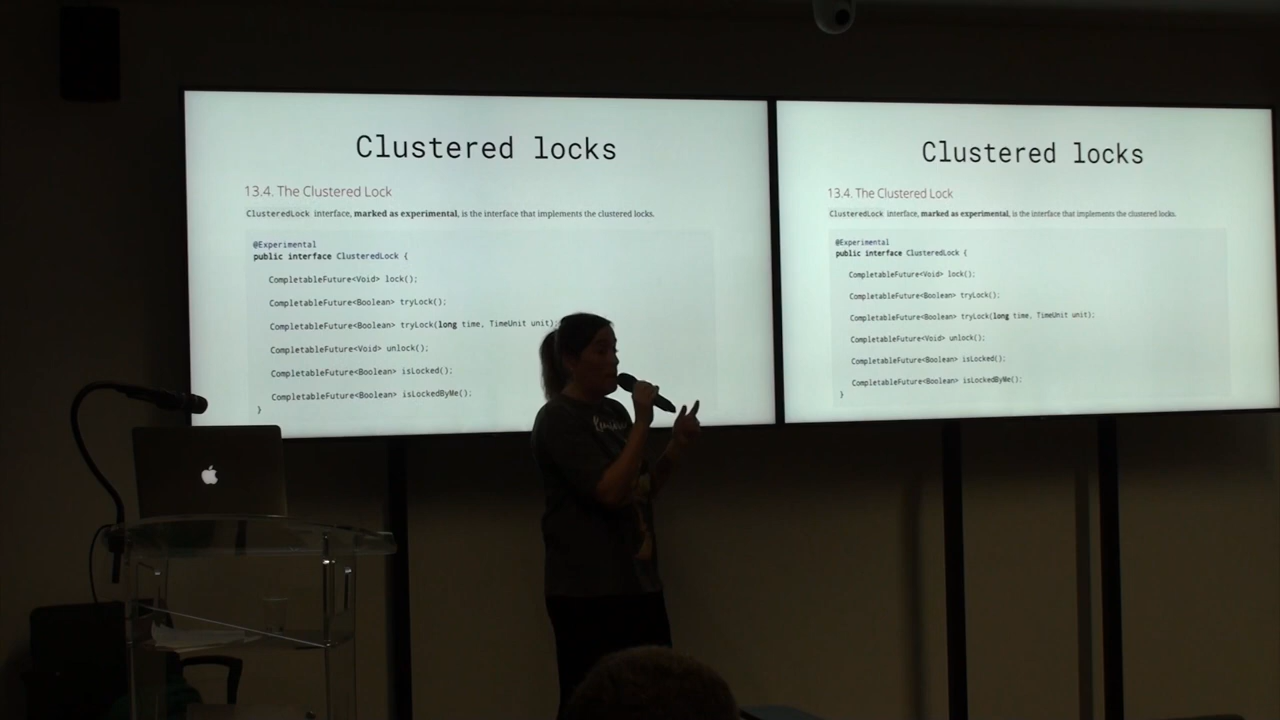 Clustered locks
13.4. The Clustered Lock
ClusteredLock interface, marked as experimental, is the interface that implements the clustered locks.
@Experimental
public interface ClusteredLock {
CompletableFuture<Void> lock();
CompletableFuture<Boolean> tryLock();
CompletableFuture<Boolean> tryLock(long time, TimeUnit unit);
CompletableFuture<Void> unlock();
CompletableFuture<Boolean> isLocked();
CompletableFuture<Boolean> isLockedByMe();
}
Clustered locks
13.4. The Clustered Lock
ClusteredLock interface, marked as experimental, is the interface that implements the clustered locks.
@Experimental
public interface ClusteredLock {
CompletableFuture<Void> lock();
CompletableFuture<Boolean> tryLock();
CompletableFuture<Boolean> tryLock(long time, TimeUnit unit);
CompletableFuture<Void> unlock();
CompletableFuture<Boolean> isLocked();
CompletableFuture<Boolean> isLockedByMe();
}